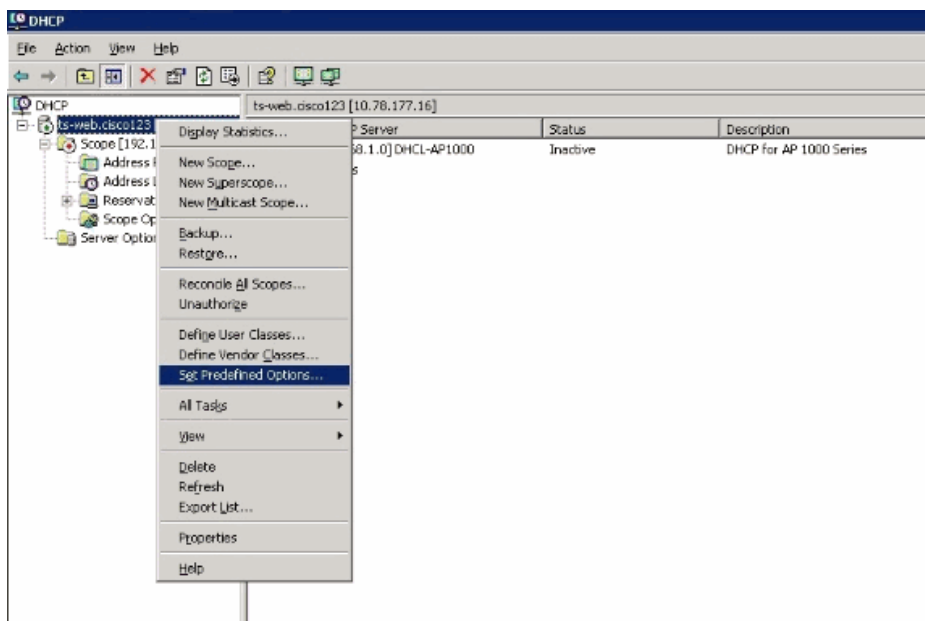 DHCP
File Action View Help
DHCP
ts-web.cisco123 [10.78.177.16]
ts-web.cisco123
Server Status Description
Scope [192.1
8.1.0] DHCL-AP1000 Inactive DHCP for AP 1000 Series
Address
Address
Reservat
Scope Op
Server Option
Display Statistics...
New Scope...
New Superscope...
New Multicast Scope...
Backup...
Restore...
Reconcile All Scopes...
Unauthorize
Define User Classes...
Define Vendor Classes...
Set Predefined Options...
All Tasks
View
Delete
Refresh
Export List...
Properties
Help